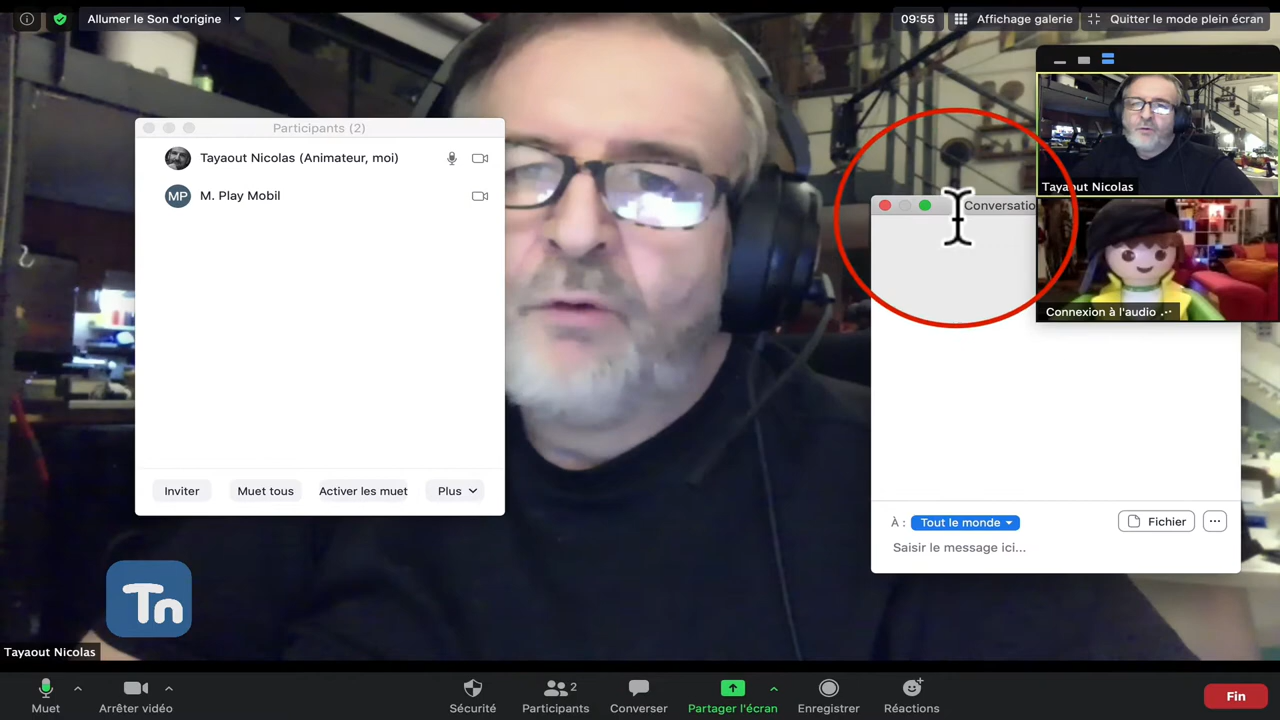 Allumer le Son d'origine
09:55
Affichage galerie
Quitter le mode plein écran
Participants (2)
Tayaout Nicolas (Animateur, moi)
MP
M. Play Mobil
Tayaout Nicolas
Conversatio
Connexion à l'audio ...
Inviter
Muet tous
Activer les muet
Plus
À :
Tout le monde
Fichier
...
Saisir le message ici...
Tn
Tayaout Nicolas
Muet
Arrêter vidéo
Sécurité
Participants
2
Converser
Partager l'écran
Enregistrer
Réactions
Fin